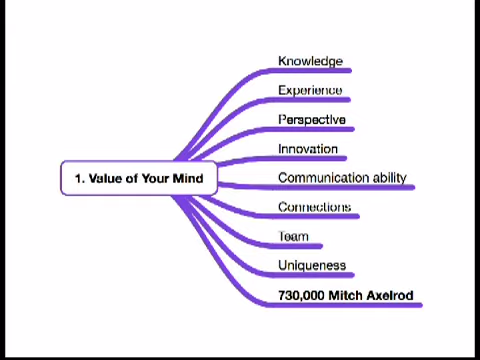 Knowledge
Experience
Perspective
Innovation
1. Value of Your Mind
Communication ability
Connections
Team
Uniqueness
730,000 Mitch Axelrod